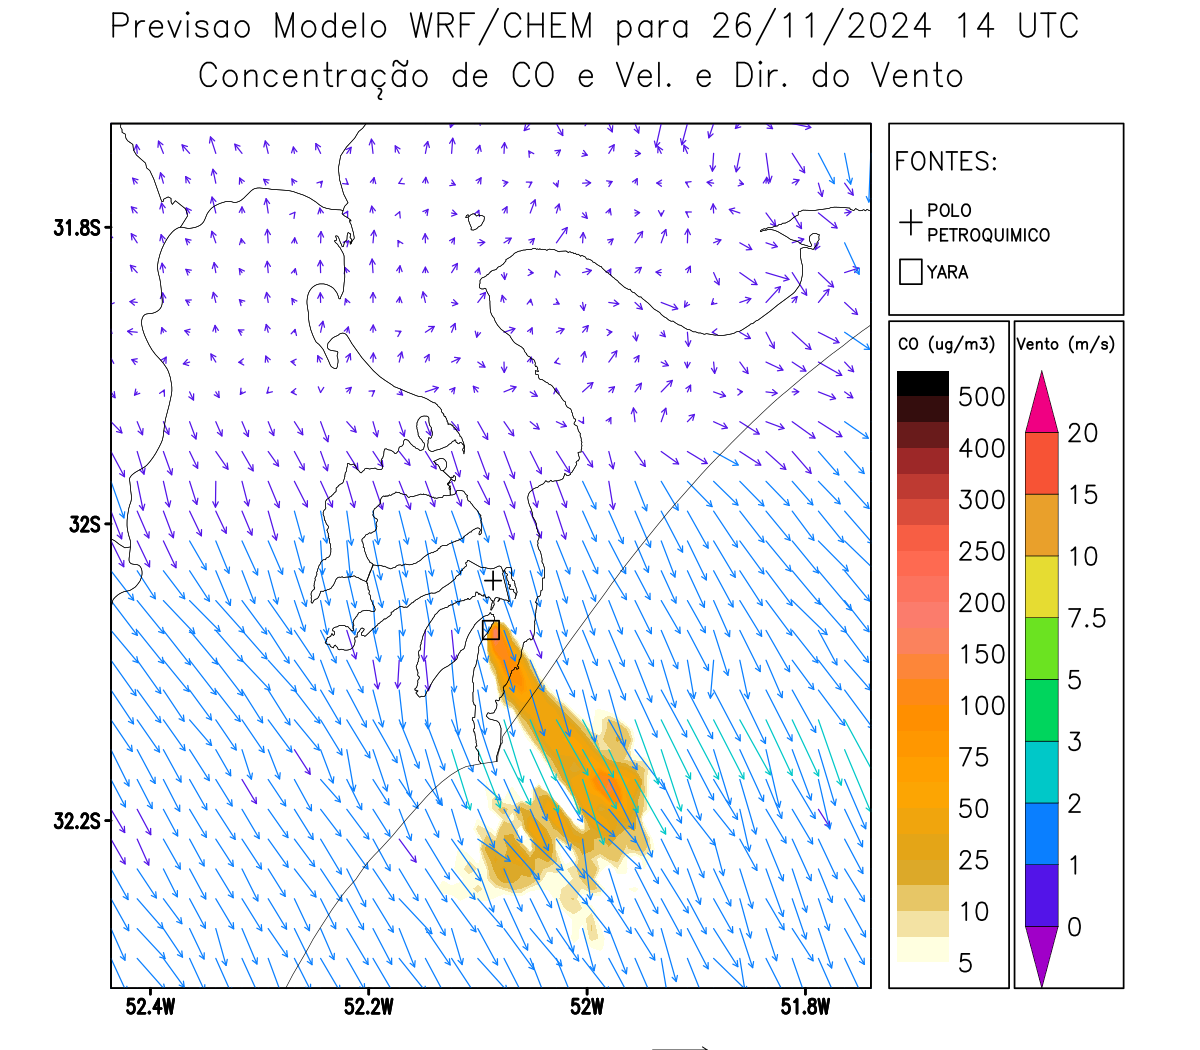 Previsao Modelo WRF/CHEM para 26/11/2024 14 UTC
Concentração de CO e Vel. e Dir. do Vento
FONTES:
POLO
PETROQUIMICO
YARA
CO (ug/m3)
500
400
300
250
200
150
100
75
50
25
10
5
Vento (m/s)
20
15
10
7.5
5
3
2
1
0
31.8S
32S
32.2S
52.4W
52.2W
52W
51.8W